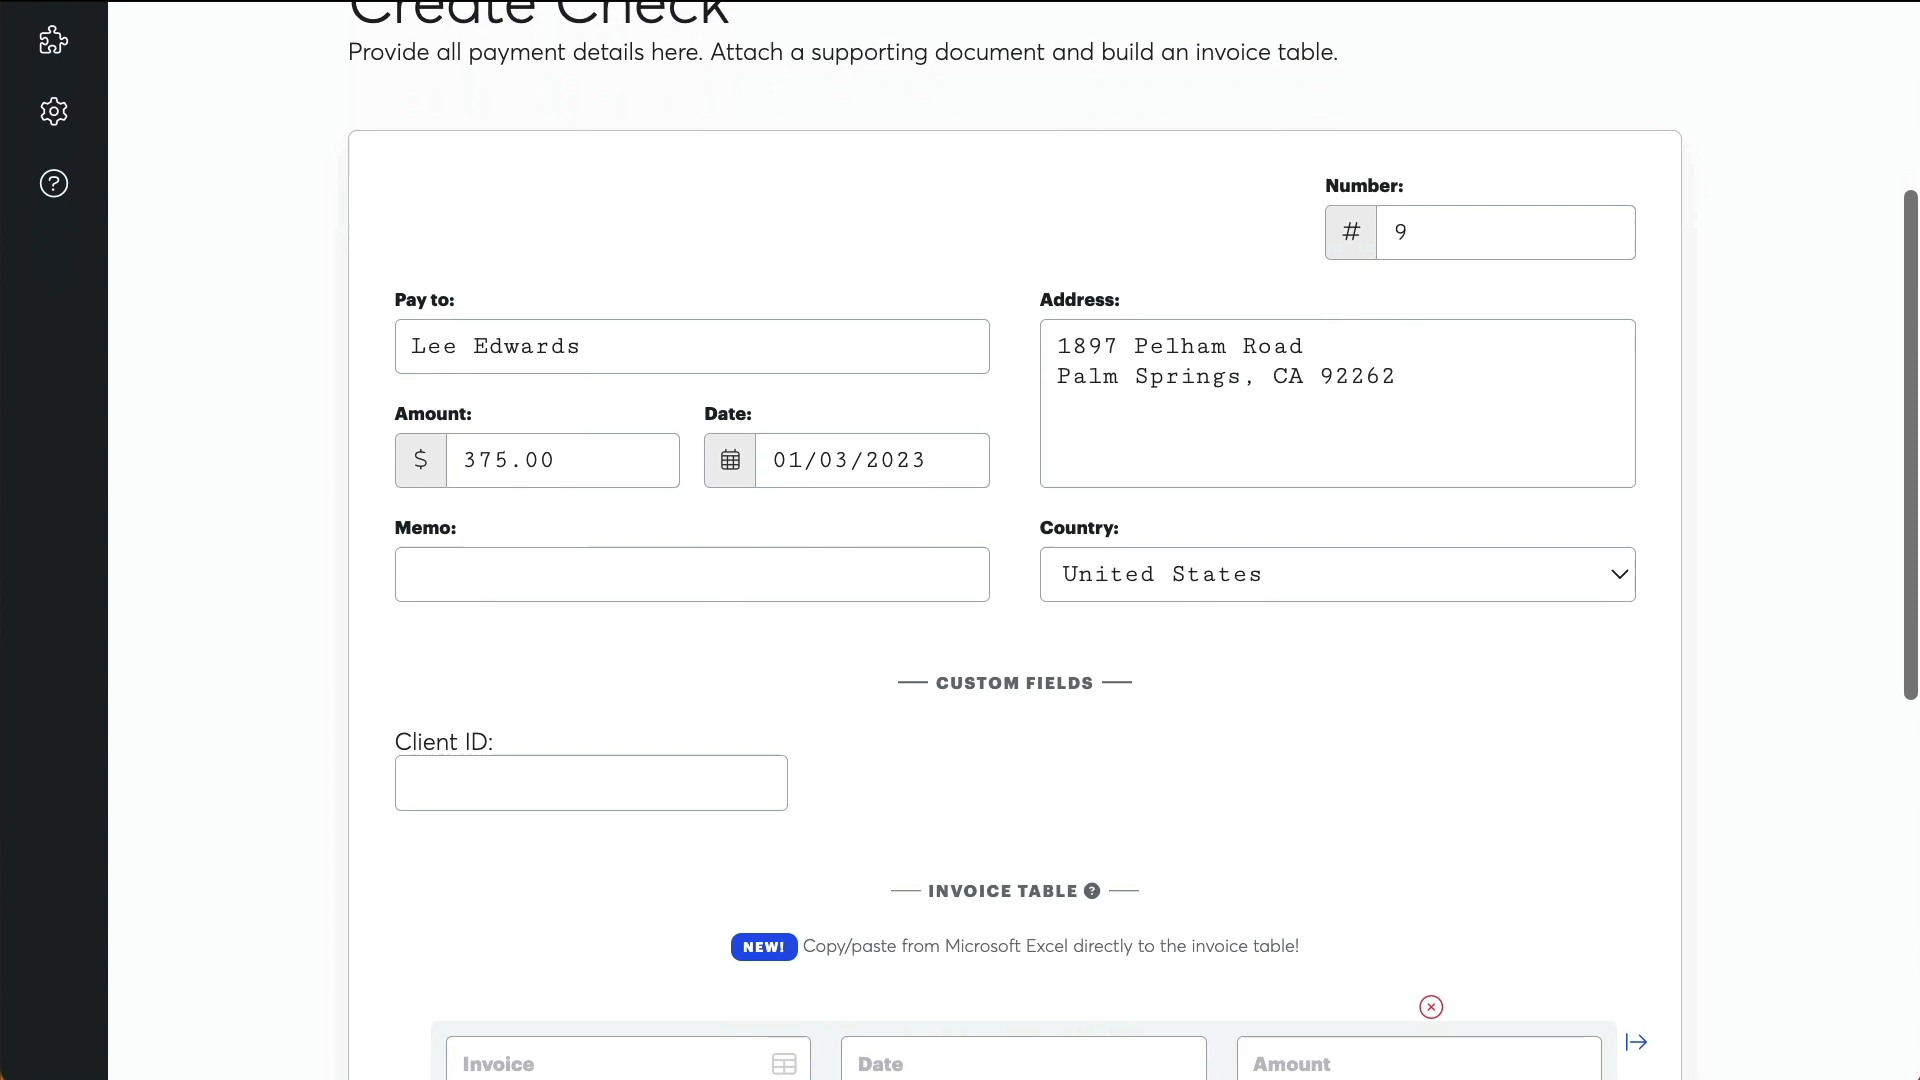 Create Check
Provide all payment details here. Attach a supporting document and build an invoice table.
Number:
# 9
Pay to:
Lee Edwards
Address:
1897 Pelham Road
Palm Springs, CA 92262
Amount:
$ 375.00
Date:
01/03/2023
Memo:
Country:
United States
CUSTOM FIELDS
Client ID:
INVOICE TABLE ?
NEW! Copy/paste from Microsoft Excel directly to the invoice table!
Invoice
Date
Amount